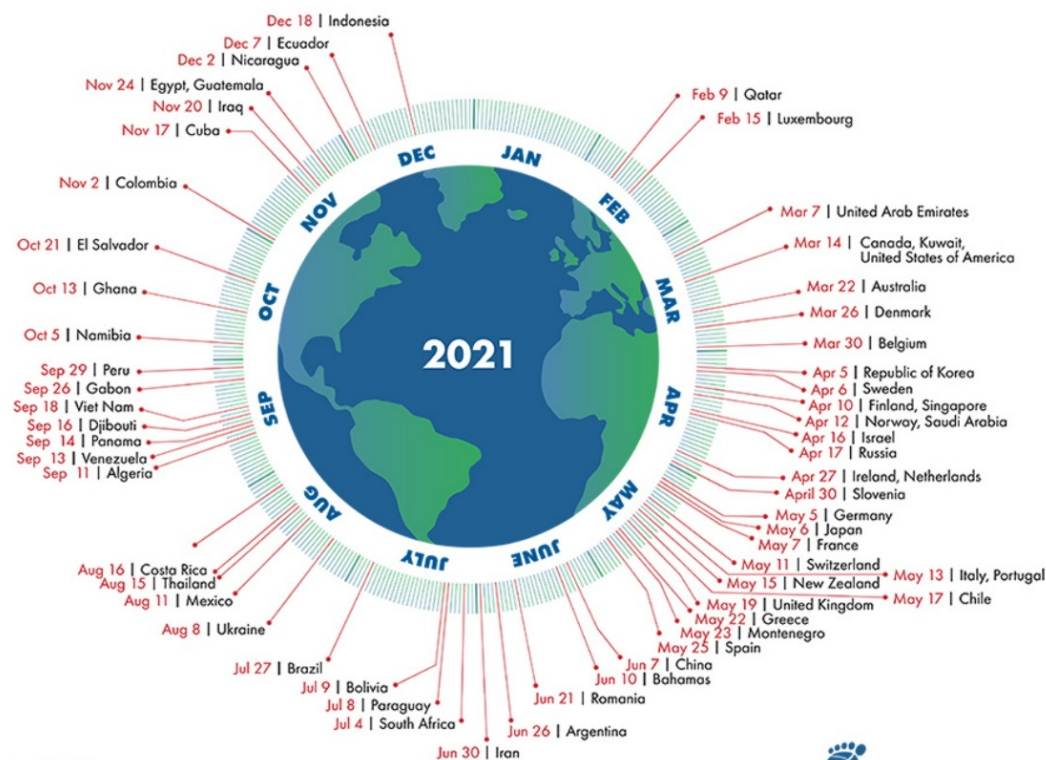 Dec 18 | Indonesia
Dec 7 | Ecuador
Dec 2 | Nicaragua
Nov 24 | Egypt, Guatemala
Nov 20 | Iraq
Nov 17 | Cuba
Nov 2 | Colombia
Oct 21 | El Salvador
Oct 13 | Ghana
Oct 5 | Namibia
Sep 29 | Peru
Sep 26 | Gabon
Sep 18 | Viet Nam
Sep 16 | Djibouti
Sep 14 | Panama
Sep 13 | Venezuela
Sep 11 | Algeria
Aug 16 | Costa Rica
Aug 15 | Thailand
Aug 11 | Mexico
Aug 8 | Ukraine
Jul 27 | Brazil
Jul 9 | Bolivia
Jul 8 | Paraguay
Jul 4 | South Africa
Jun 30 | Iran
Feb 9 | Qatar
Feb 15 | Luxembourg
Mar 7 | United Arab Emirates
Mar 14 | Canada, Kuwait,
United States of America
Mar 22 | Australia
Mar 26 | Denmark
Mar 30 | Belgium
Apr 5 | Republic of Korea
Apr 6 | Sweden
Apr 10 | Finland, Singapore
Apr 12 | Norway, Saudi Arabia
Apr 16 | Israel
Apr 17 | Russia
Apr 27 | Ireland, Netherlands
April 30 | Slovenia
May 5 | Germany
May 6 | Japan
May 7 | France
May 11 | Switzerland
May 13 | Italy, Portugal
May 15 | New Zealand
May 17 | Chile
May 19 | United Kingdom
May 22 | Greece
May 23 | Montenegro
May 25 | Spain
Jun 7 | China
Jun 10 | Bahamas
Jun 21 | Romania
Jun 26 | Argentina
JAN
FEB
MAR
APR
MAY
JUNE
JULY
AUG
SEP
OCT
NOV
DEC
2021